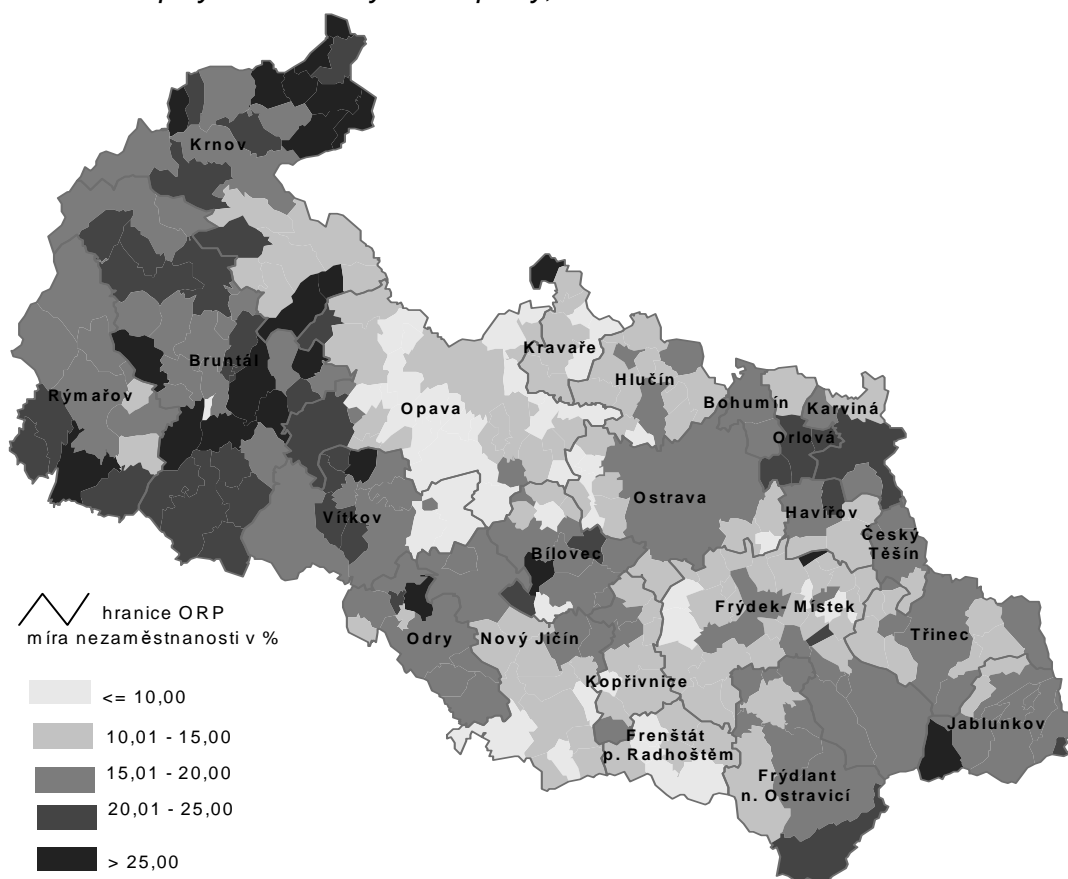 Krnov
Kravaře
Bruntál
Hlučín
Rýmařov
Bohumín
Karviná
Opava
Orlová
Ostrava
Havířov
Vítkov
Český
Těšín
Bílovec
hranice ORP
míra nezaměstnanosti v %
Frýdek- Místek
Odry
Nový Jičín
Třinec
Kopřivnice
<= 10,00
Jablunkov
10,01 - 15,00
Frenštát
p. Radhoštěm
15,01 - 20,00
Frýdlant
n. Ostravicí
20,01 - 25,00
> 25,00